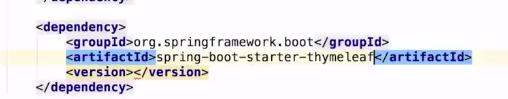 <dependency>
<groupId>org.springframework.boot</groupId>
<artifactId>spring-boot-starter-thymeleaf</artifactId>
<version></version>
</dependency>